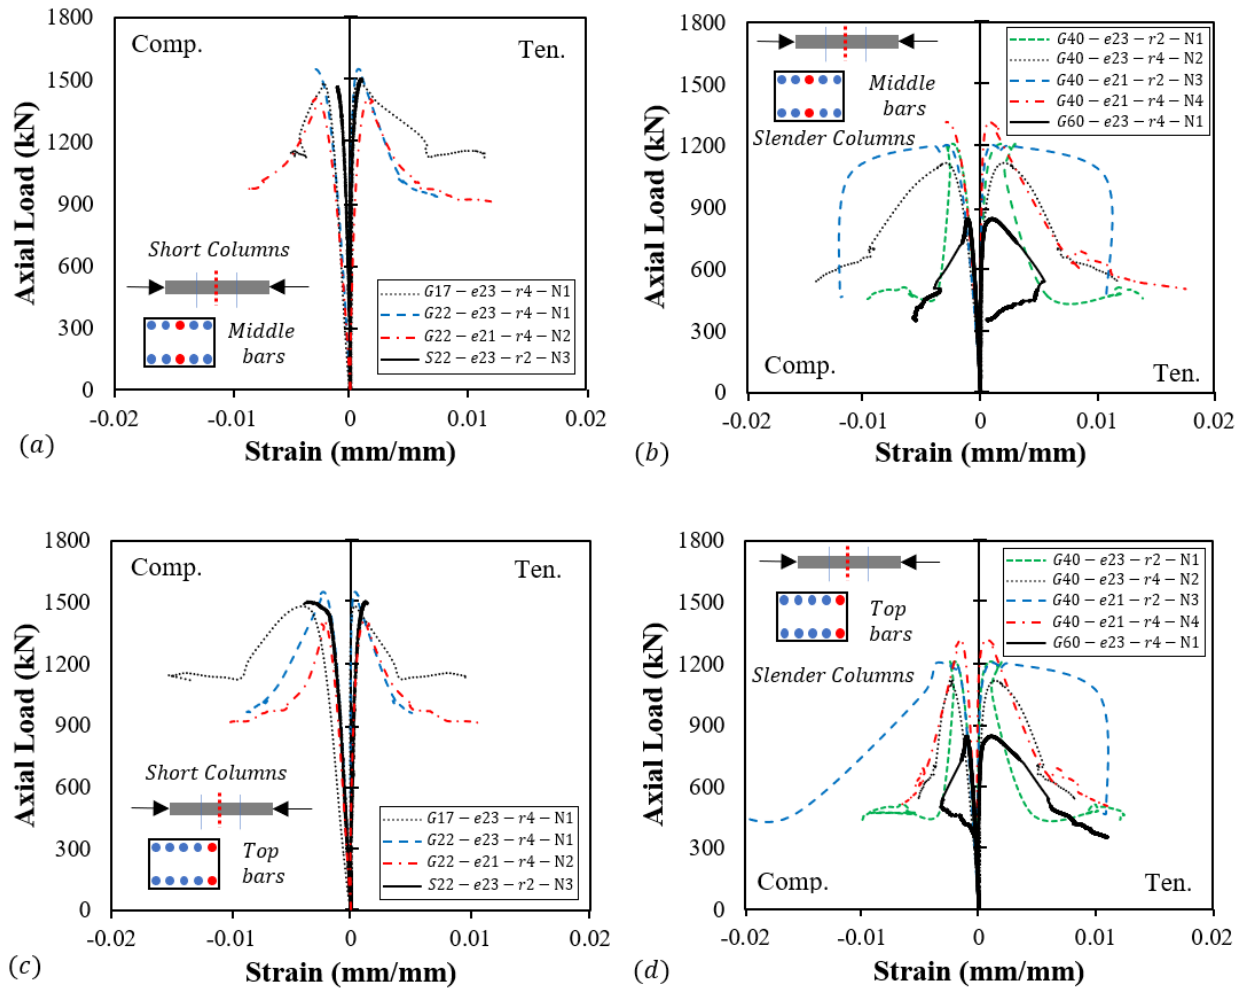 1800
1500
1200
900
600
300
0
-0.02
-0.01
0
0.01
0.02
Axial Load (kN)
Strain (mm/mm)
Comp.
Ten.
Short Columns
Middle
bars
G17-e23-r4-N1
G22-e23-r4-N1
G22-e21-r4-N2
S22-e23-r2-N3
(a)
1800
1500
1200
900
600
300
0
-0.02
-0.01
0
0.01
0.02
Axial Load (kN)
Strain (mm/mm)
Middle
bars
Slender Columns
G40-e23-r2-N1
G40-e23-r4-N2
G40-e21-r2-N3
G40-e21-r4-N4
G60-e23-r4-N1
Comp.
Ten.
(b)
1800
1500
1200
900
600
300
0
-0.02
-0.01
0
0.01
0.02
Axial Load (kN)
Strain (mm/mm)
Comp.
Ten.
Short Columns
Top
bars
G17-e23-r4-N1
G22-e23-r4-N1
G22-e21-r4-N2
S22-e23-r2-N3
(c)
1800
1500
1200
900
600
300
0
-0.02
-0.01
0
0.01
0.02
Axial Load (kN)
Strain (mm/mm)
Top
bars
Slender Columns
G40-e23-r2-N1
G40-e23-r4-N2
G40-e21-r2-N3
G40-e21-r4-N4
G60-e23-r4-N1
Comp.
Ten.
(d)